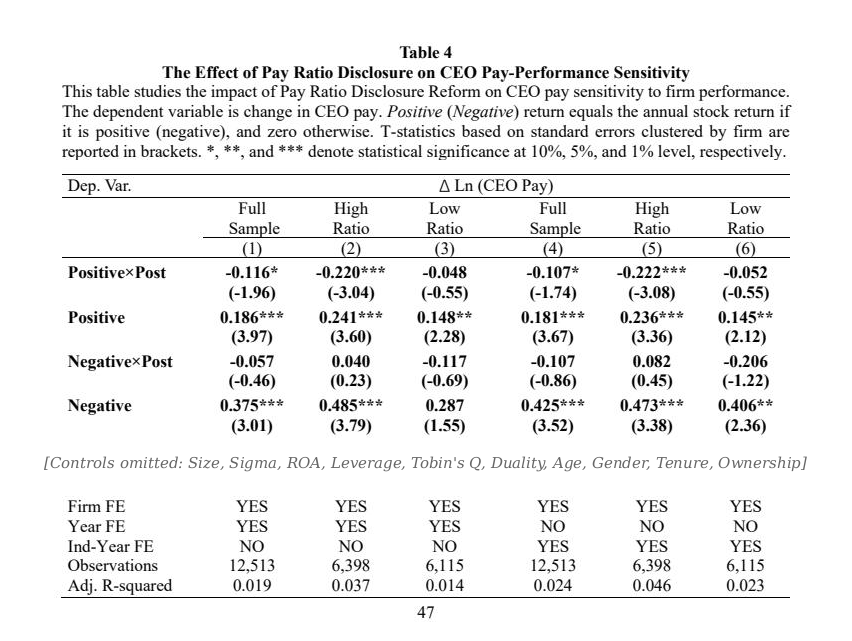 Table 4
The Effect of Pay Ratio Disclosure on CEO Pay-Performance Sensitivity
This table studies the impact of Pay Ratio Disclosure Reform on CEO pay sensitivity to firm performance.
The dependent variable is change in CEO pay. Positive (Negative) return equals the annual stock return if
it is positive (negative), and zero otherwise. T-statistics based on standard errors clustered by firm are
reported in brackets. *, **, and *** denote statistical significance at 10%, 5%, and 1% level, respectively.
Dep. Var. Δ Ln (CEO Pay)
Full High Low Full High Low
Sample Ratio Ratio Sample Ratio Ratio
(1) (2) (3) (4) (5) (6)
Positive×Post -0.116* -0.220*** -0.048 -0.107* -0.222*** -0.052
(-1.96) (-3.04) (-0.55) (-1.74) (-3.08) (-0.55)
Positive 0.186*** 0.241*** 0.148** 0.181*** 0.236*** 0.145**
(3.97) (3.60) (2.28) (3.67) (3.36) (2.12)
Negative×Post -0.057 0.040 -0.117 -0.107 0.082 -0.206
(-0.46) (0.23) (-0.69) (-0.86) (0.45) (-1.22)
Negative 0.375*** 0.485*** 0.287 0.425*** 0.473*** 0.406**
(3.01) (3.79) (1.55) (3.52) (3.38) (2.36)
[Controls omitted: Size, Sigma, ROA, Leverage, Tobin's Q, Duality, Age, Gender, Tenure, Ownership]
Firm FE YES YES YES YES YES YES
Year FE YES YES YES NO NO NO
Ind-Year FE NO NO NO YES YES YES
Observations 12,513 6,398 6,115 12,513 6,398 6,115
Adj. R-squared 0.019 0.037 0.014 0.024 0.046 0.023
47